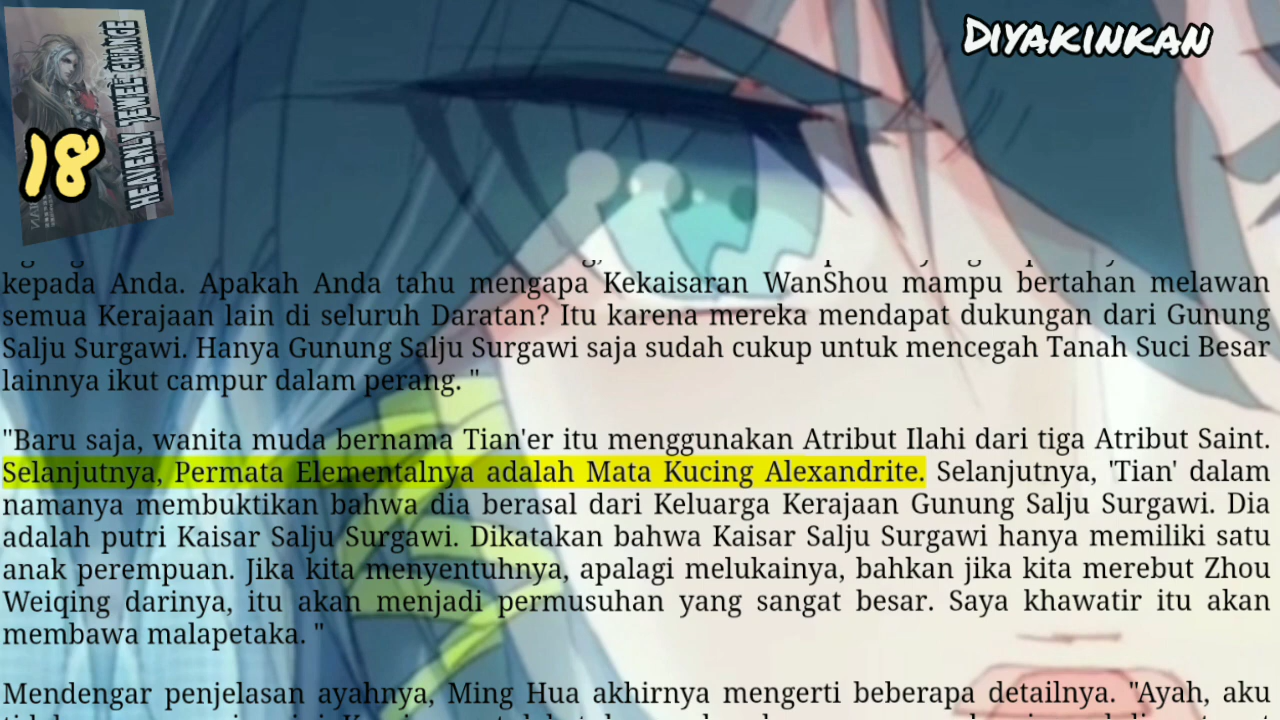 HEAVENLY JEWEL CHANGE
18
Diyakinkan
kepada Anda. Apakah Anda tahu mengapa Kekaisaran WanShou mampu bertahan melawan
semua Kerajaan lain di seluruh Daratan? Itu karena mereka mendapat dukungan dari Gunung
Salju Surgawi. Hanya Gunung Salju Surgawi saja sudah cukup untuk mencegah Tanah Suci Besar
lainnya ikut campur dalam perang. "
"Baru saja, wanita muda bernama Tian'er itu menggunakan Atribut Ilahi dari tiga Atribut Saint.
Selanjutnya, Permata Elementalnya adalah Mata Kucing Alexandrite. Selanjutnya, 'Tian' dalam
namanya membuktikan bahwa dia berasal dari Keluarga Kerajaan Gunung Salju Surgawi. Dia
adalah putri Kaisar Salju Surgawi. Dikatakan bahwa Kaisar Salju Surgawi hanya memiliki satu
anak perempuan. Jika kita menyentuhnya, apalagi melukainya, bahkan jika kita merebut Zhou
Weiqing darinya, itu akan menjadi permusuhan yang sangat besar. Saya khawatir itu akan
membawa malapetaka. "
Mendengar penjelasan ayahnya, Ming Hua akhirnya mengerti beberapa detailnya. "Ayah, aku